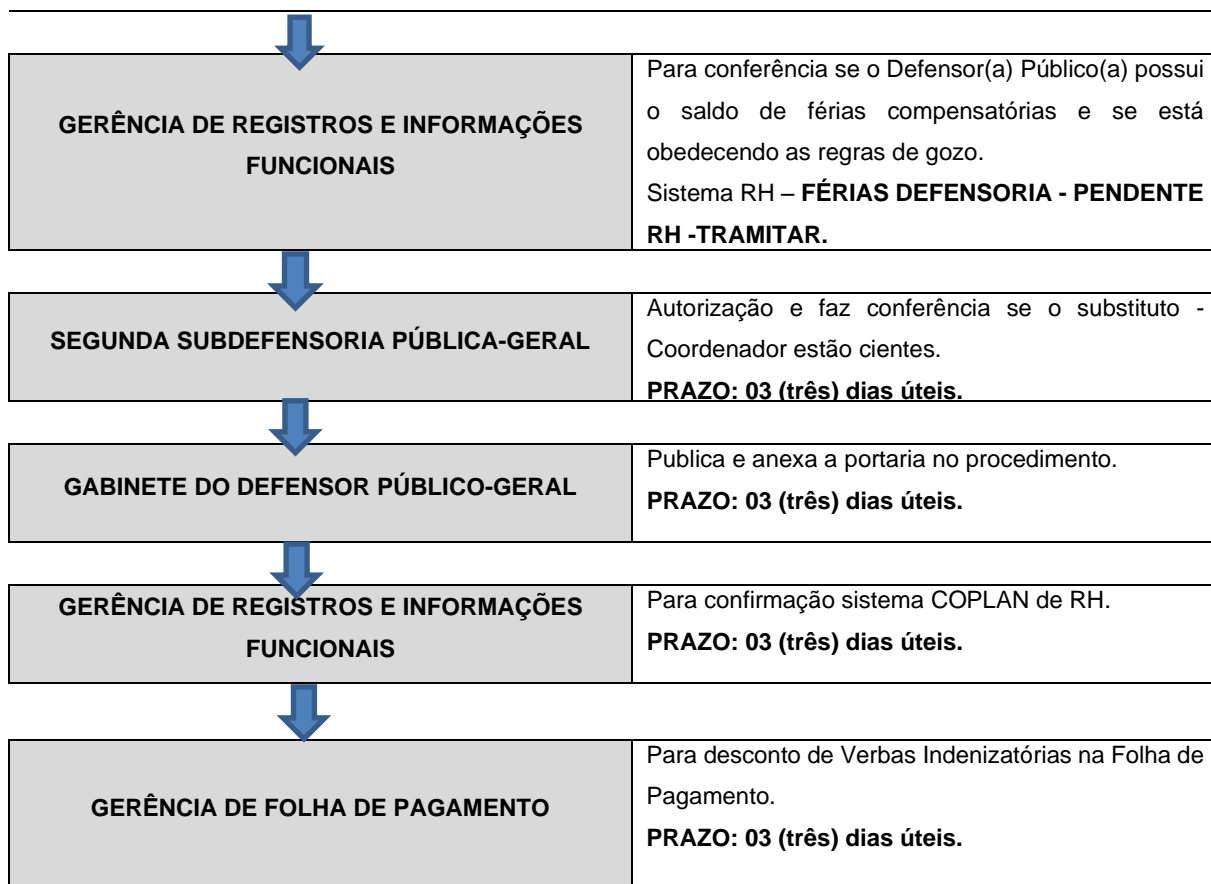 GERÊNCIA DE REGISTROS E INFORMAÇÕES
FUNCIONAIS
Para conferência se o Defensor(a) Público(a) possui
o saldo de férias compensatórias e se está
obedecendo as regras de gozo.
Sistema RH – FÉRIAS DEFENSORIA - PENDENTE
RH -TRAMITAR.
SEGUNDA SUBDEFENSORIA PÚBLICA-GERAL
Autorização e faz conferência se o substituto -
Coordenador estão cientes.
PRAZO: 03 (três) dias úteis.
GABINETE DO DEFENSOR PÚBLICO-GERAL
Publica e anexa a portaria no procedimento.
PRAZO: 03 (três) dias úteis.
GERÊNCIA DE REGISTROS E INFORMAÇÕES
FUNCIONAIS
Para confirmação sistema COPLAN de RH.
PRAZO: 03 (três) dias úteis.
GERÊNCIA DE FOLHA DE PAGAMENTO
Para desconto de Verbas Indenizatórias na Folha de
Pagamento.
PRAZO: 03 (três) dias úteis.